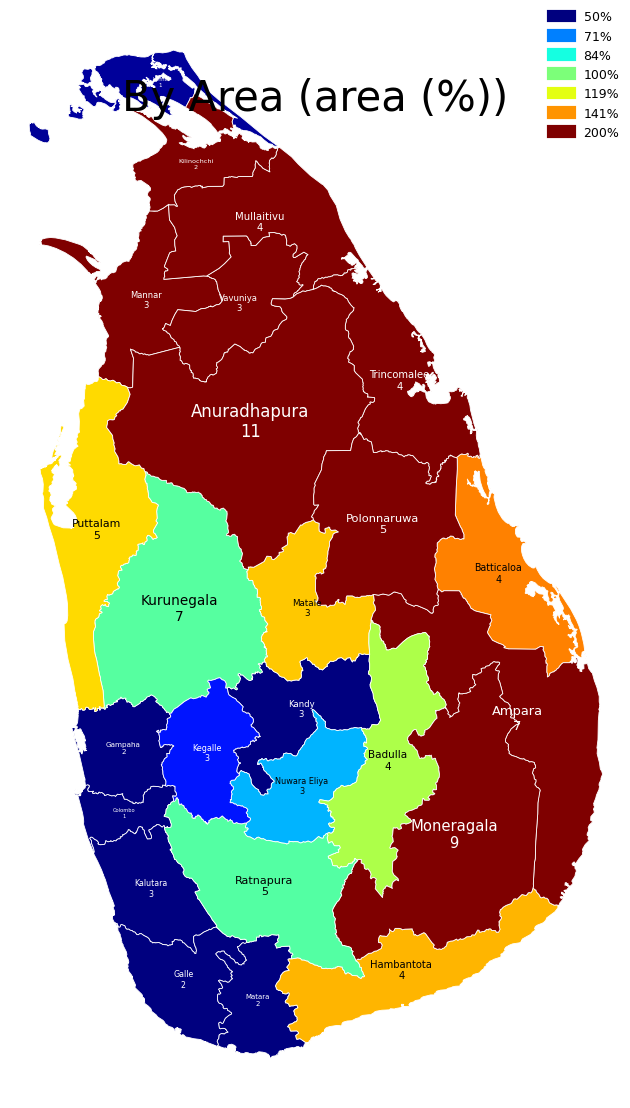 50%
71%
84%
100%
119%
141%
200%
By Area (area (%))
1
Kilinochchi
2
Mullaitivu
4
Mannar
3
Vavuniya
3
Trincomalee
4
Anuradhapura
11
Puttalam
5
Polonnaruwa
5
Batticaloa
4
Kurunegala
7
Matale
3
Kandy
3
Ampara
7
Gampaha
2
Kegalle
3
Badulla
4
Nuwara Eliya
3
Colombo
1
Moneragala
9
Kalutara
3
Ratnapura
5
Galle
2
Hambantota
4
Matara
2